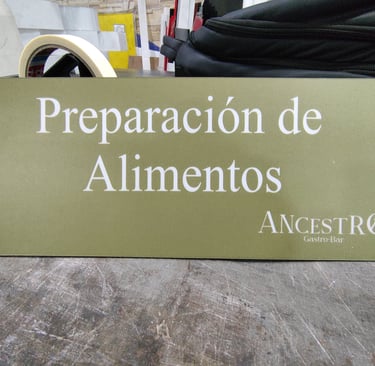 Preparación de
Alimentos
ANCESTRO
Gastro-Bar